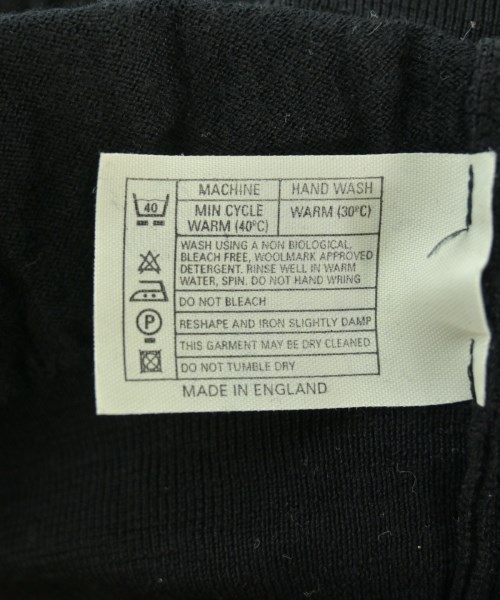 40
MACHINE HAND WASH
MIN CYCLE WARM (30ºC)
WARM (40ºC)
WASH USING A NON BIOLOGICAL,
BLEACH FREE, WOOLMARK APPROVED
DETERGENT. RINSE WELL IN WARM
WATER, SPIN. DO NOT HAND WRING
DO NOT BLEACH
P
RESHAPE AND IRON SLIGHTLY DAMP
THIS GARMENT MAY BE DRY CLEANED
DO NOT TUMBLE DRY
MADE IN ENGLAND